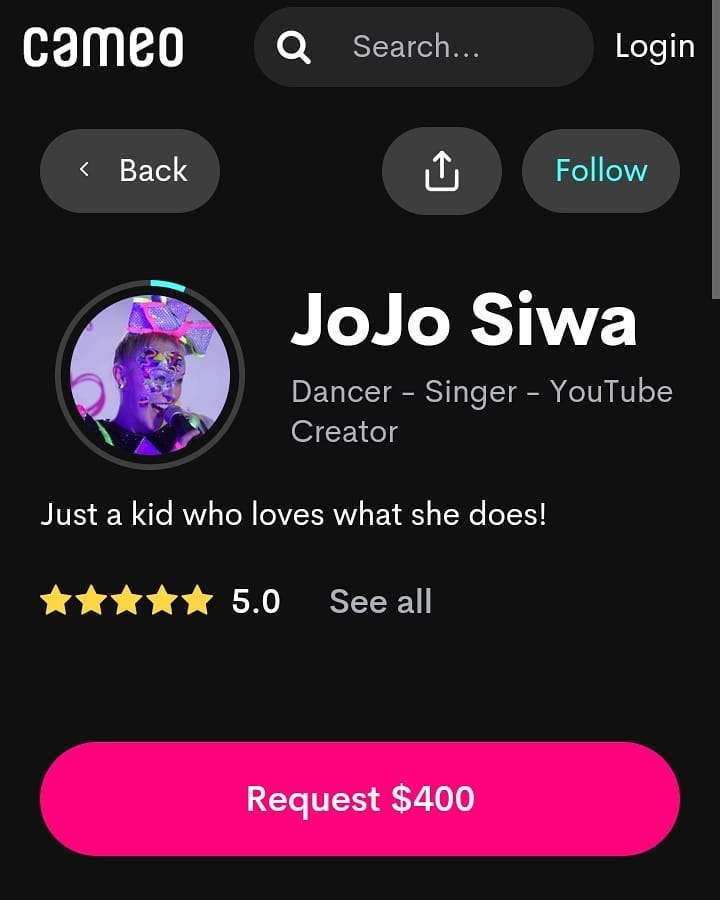 cameo
Search...
Login
Back
Follow
JoJo Siwa
Dancer - Singer - YouTube
Creator
Just a kid who loves what she does!
5.0
See all
Request $400